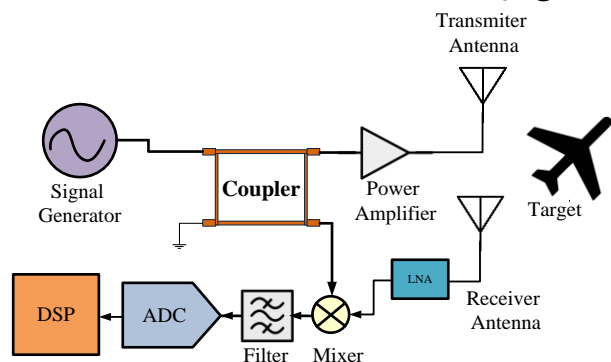 Transmiter
Antenna
Signal
Generator
Coupler
Power
Amplifier
Target
LNA
Receiver
Antenna
DSP
ADC
Filter
Mixer